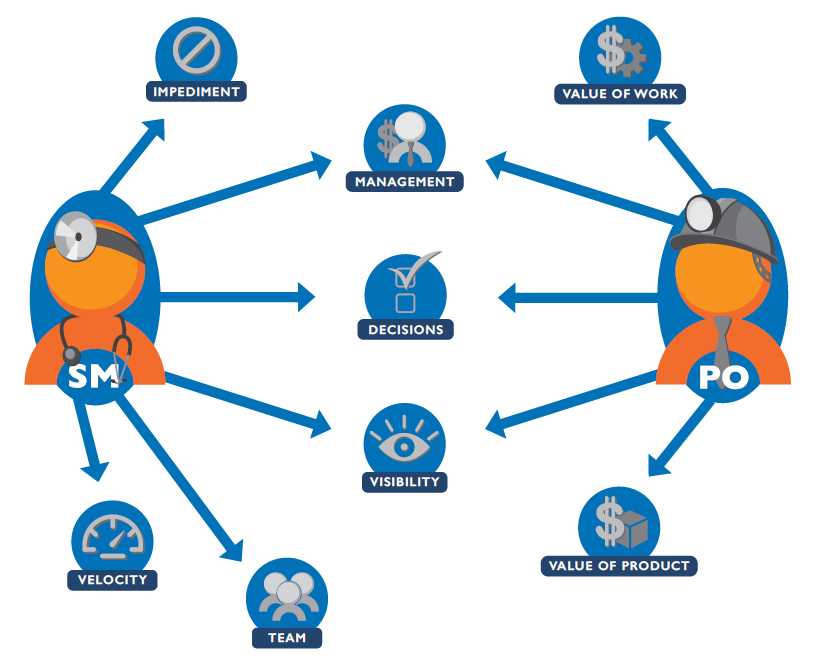 IMPEDIMENT
VALUE OF WORK
MANAGEMENT
DECISIONS
SM
PO
VISIBILITY
VALUE OF PRODUCT
VELOCITY
TEAM